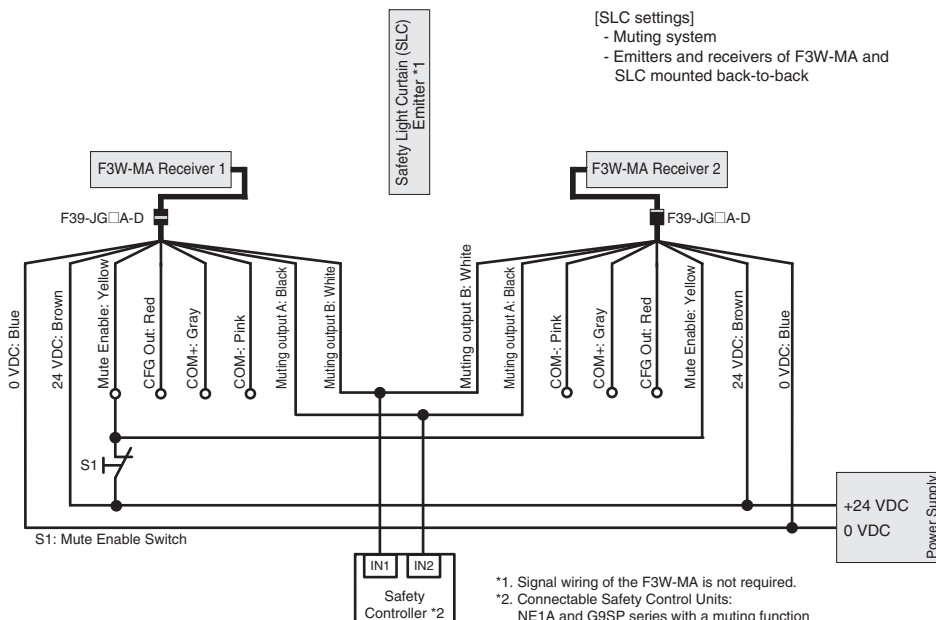 [SLC settings]
- Muting system
- Emitters and receivers of F3W-MA and
SLC mounted back-to-back
Safety Light Curtain (SLC)
Emitter *1
F3W-MA Receiver 1
F3W-MA Receiver 2
F39-JG□A-D
F39-JG□A-D
0 VDC: Blue
24 VDC: Brown
Mute Enable: Yellow
CFG Out: Red
COM+: Gray
COM-: Pink
Muting output A: Black
Muting output B: White
Muting output B: White
Muting output A: Black
COM-: Pink
COM+: Gray
CFG Out: Red
Mute Enable: Yellow
24 VDC: Brown
0 VDC: Blue
S1
+24 VDC
0 VDC
Power Supply
S1: Mute Enable Switch
IN1
IN2
Safety
Controller *2
*1. Signal wiring of the F3W-MA is not required.
*2. Connectable Safety Control Units:
NE1A and G9SP series with a muting function